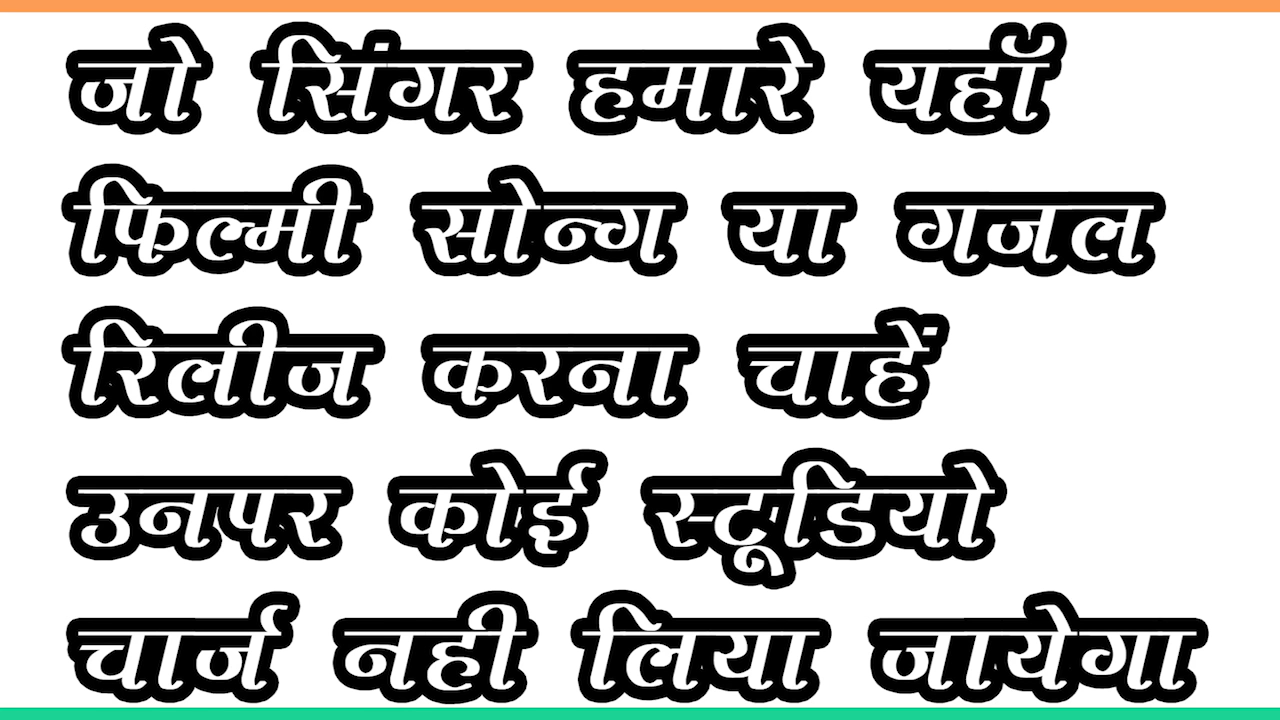 जो सिंगर हमारे यहाॅ
फिल्मी सोन्ग या गजल
रिलीज करना चाहें
उनपर कोई स्टूडियो
चार्ज नही लिया जायेगा